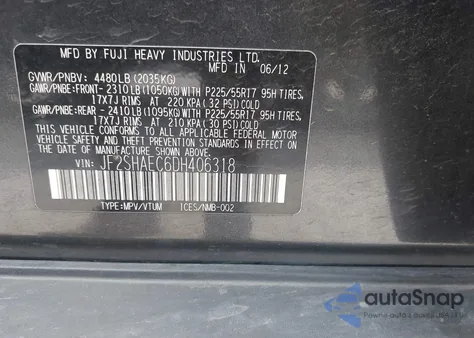 MFD BY FUJI HEAVY INDUSTRIES LTD.
GVWR/PNBV: 4480LB(2035KG) IN 06/12
GAWR/PNBE:FRONT-2310LB(1050KG)WITH P225/55R17 95H TIRES,
17X7J RIMS AT 220 KPA(32 PSI)COLD
GAWR/PNBE:REAR -2410LB(1095KG)WITH P225/55R17 95H TIRES,
17X7J RIMS AT 210 KPA(30 PSI)COLD
THIS VEHICLE CONFORMS TO ALL APPLICABLE FEDERAL
MOTOR VEHICLE SAFETY STANDARDS IN EFFECT ON THE
DATE OF MANUFACTURE SHOWN ABOVE.
VIN: JF2SHAEC6DH406318
TYPE:MPV/VTUM ICES/NMB-002
autoSnap
Pewne auto z USA